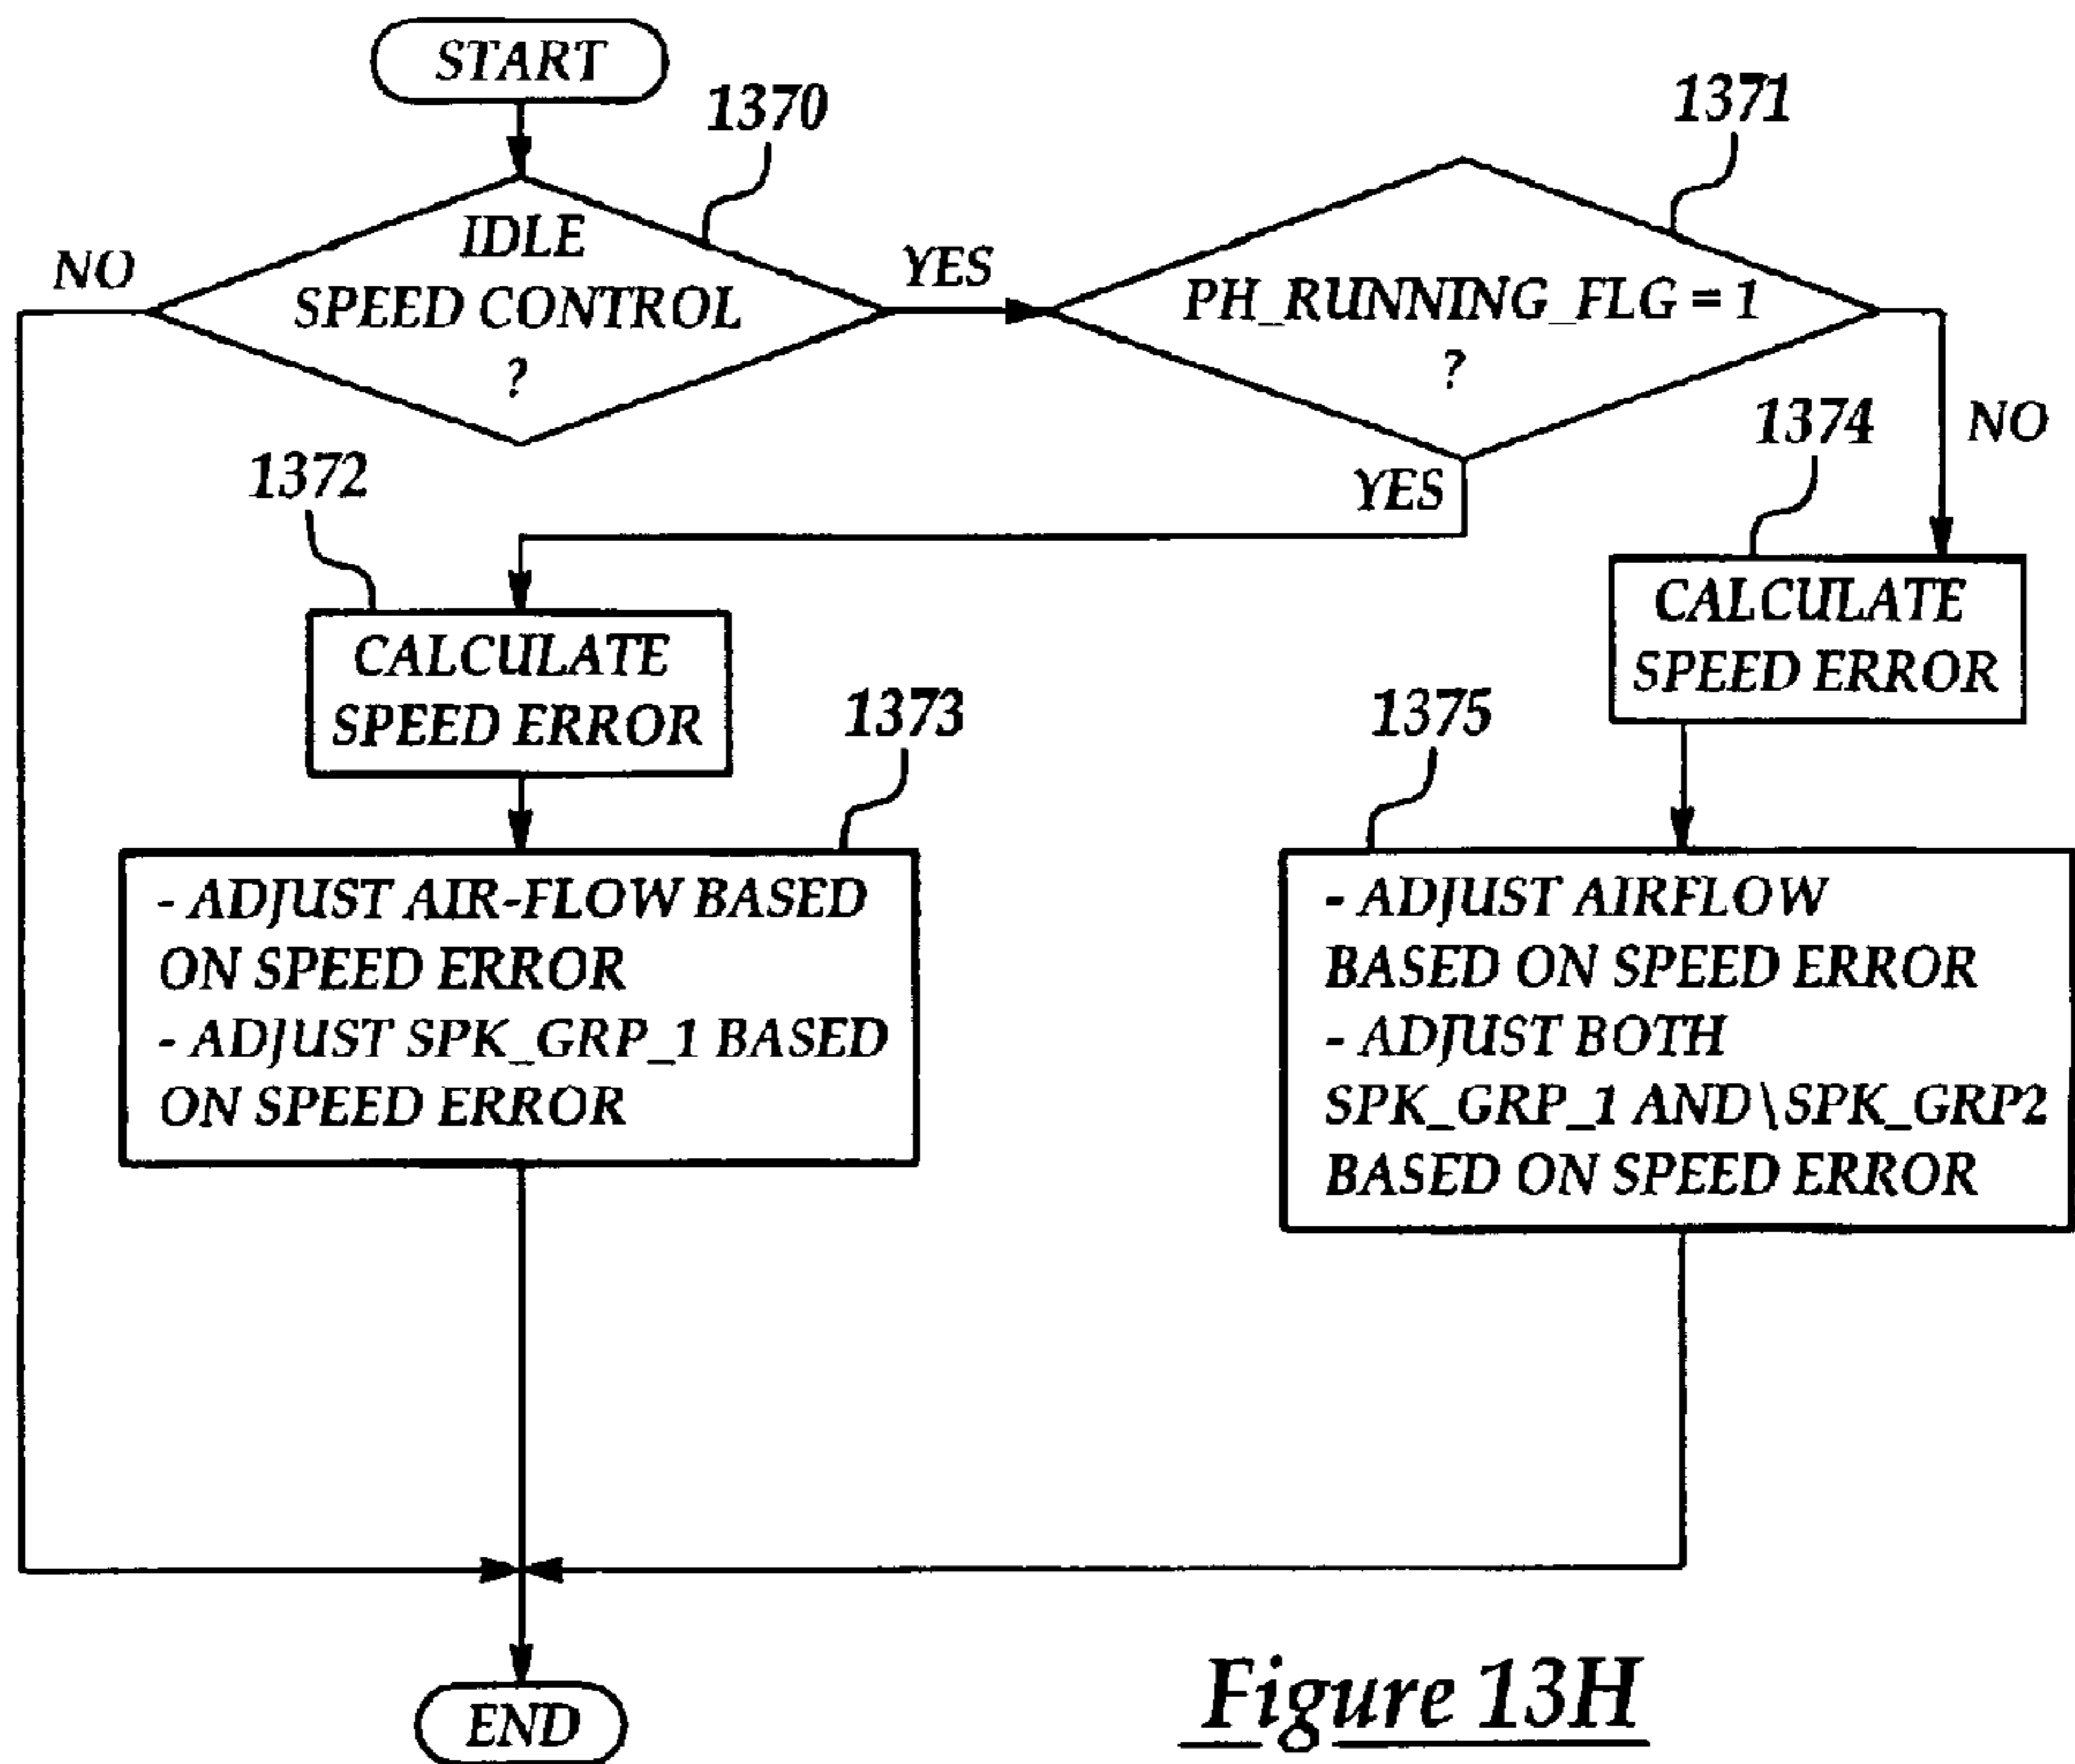 START
1370
IDLE
SPEED CONTROL
?
NO
YES
1371
PH_RUNNING_FLG = 1
?
YES
NO
1372
CALCULATE
SPEED ERROR
1374
CALCULATE
SPEED ERROR
1373
- ADJUST AIR-FLOW BASED
ON SPEED ERROR
- ADJUST SPK_GRP_1 BASED
ON SPEED ERROR
1375
- ADJUST AIRFLOW
BASED ON SPEED ERROR
- ADJUST BOTH
SPK_GRP_1 AND\SPK_GRP2
BASED ON SPEED ERROR
END
Figure 13H